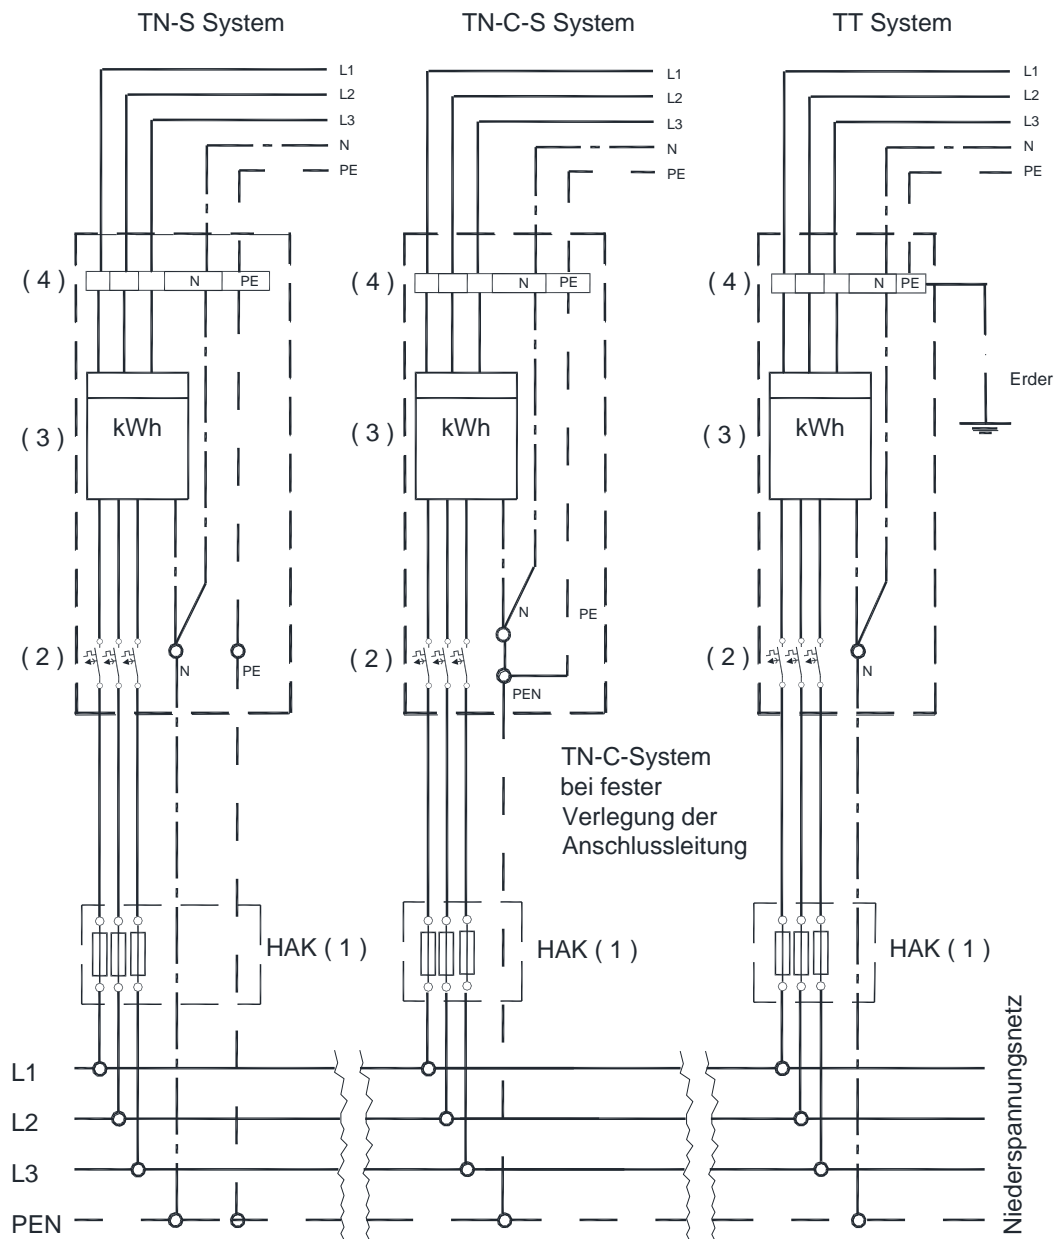 TN-S System
TN-C-S System
TT System
L1
L2
L3
N
PE
L1
L2
L3
N
PE
L1
L2
L3
N
PE
( 4 )
N
PE
( 4 )
N
PE
( 4 )
N
PE
Erder
( 3 )
kWh
( 3 )
kWh
( 3 )
kWh
( 2 )
N
PE
( 2 )
N
PE
PEN
( 2 )
N
TN-C-System
bei fester
Verlegung der
Anschlussleitung
HAK ( 1 )
HAK ( 1 )
HAK ( 1 )
L1
L2
L3
PEN
Niederspannungsnetz